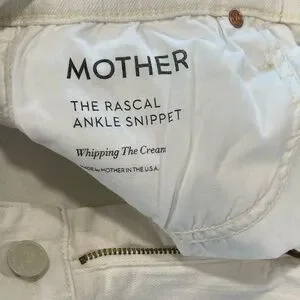 MOTHER
THE RASCAL
ANKLE SNIPPET
Whipping The Cream
MADE by MOTHER IN THE U.S.A.